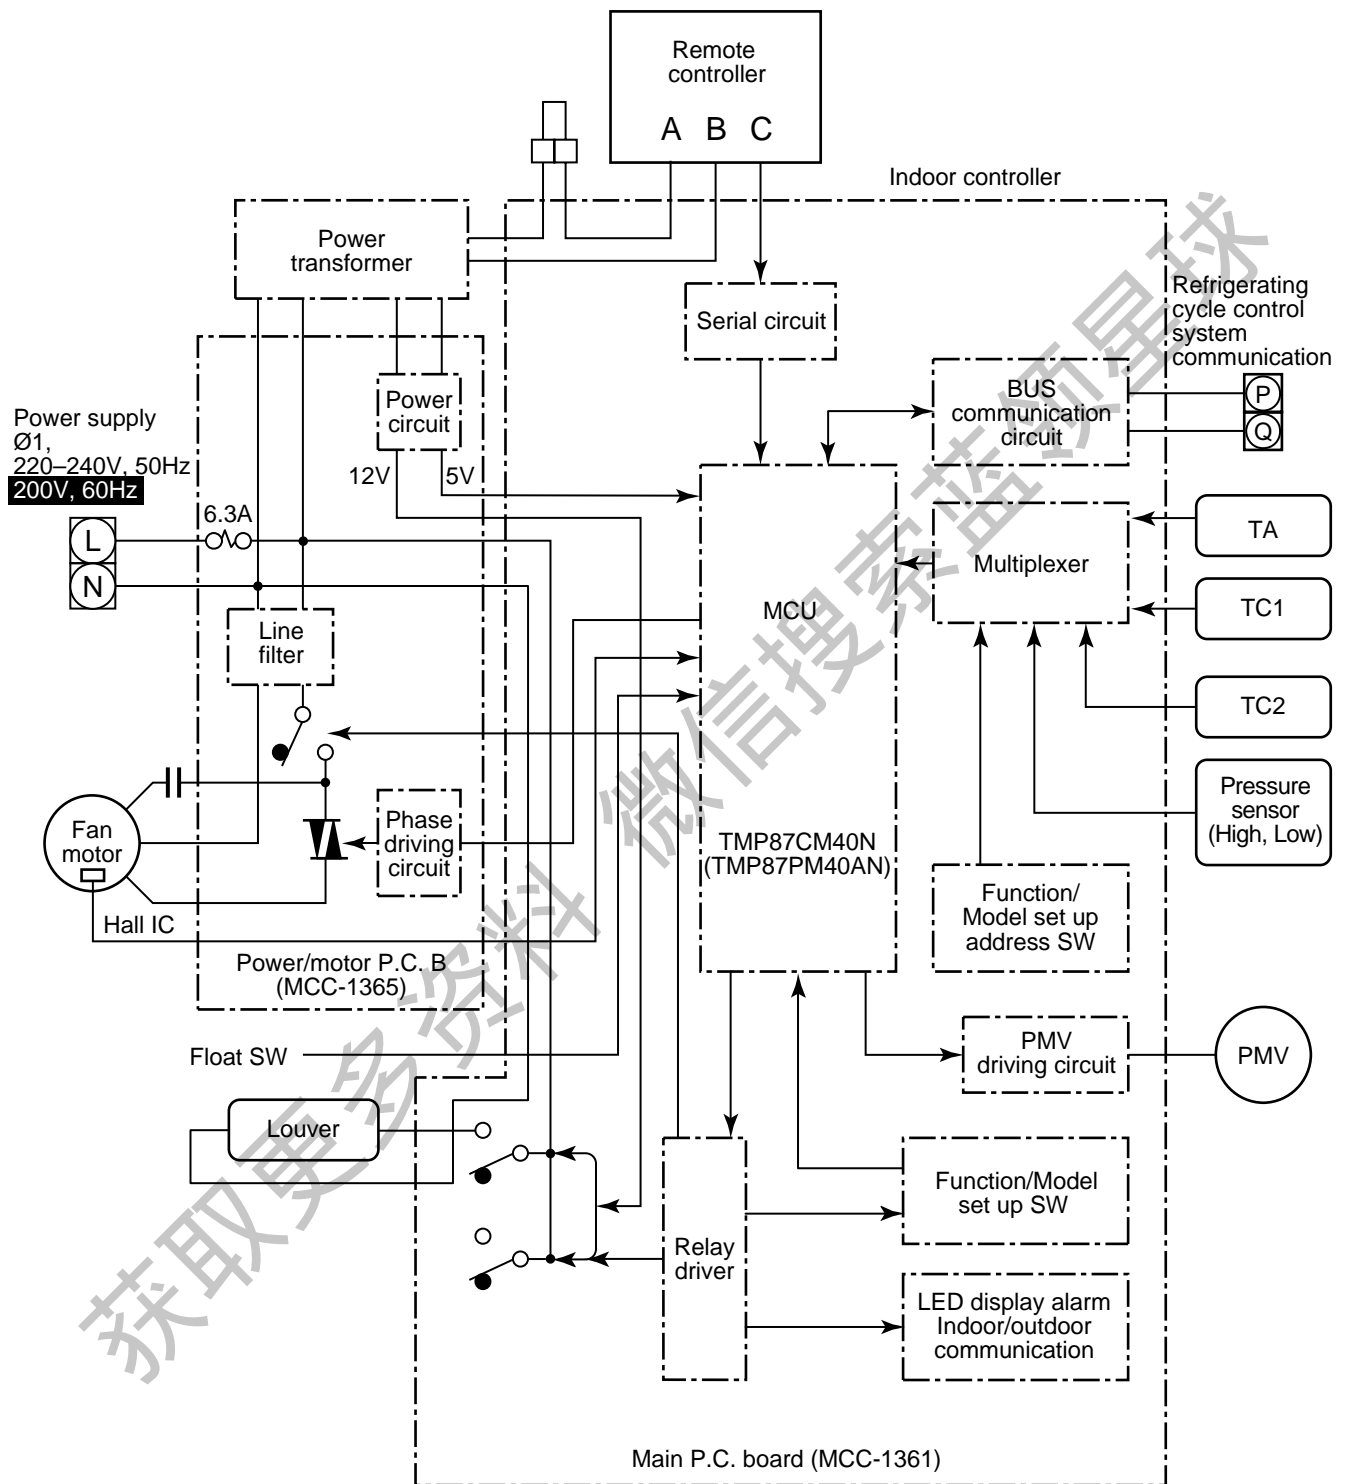 Remote
controller
A B C
Indoor controller
Power
transformer
Serial circuit
Refrigerating
cycle control
system
communication
BUS
communication
circuit
P
Q
Power
circuit
Power supply
Ø1,
220–240V, 50Hz
200V, 60Hz
12V
5V
6.3A
L
N
Multiplexer
TA
TC1
TC2
MCU
Line
filter
Pressure
sensor
(High, Low)
Fan
motor
Phase
driving
circuit
TMP87CM40N
(TMP87PM40AN)
Function/
Model set up
address SW
Hall IC
Power/motor P.C. B
(MCC-1365)
Float SW
PMV
driving circuit
PMV
Louver
Function/Model
set up SW
Relay
driver
LED display alarm
Indoor/outdoor
communication
Main P.C. board (MCC-1361)
获取更多资料 微信搜索蓝领星球